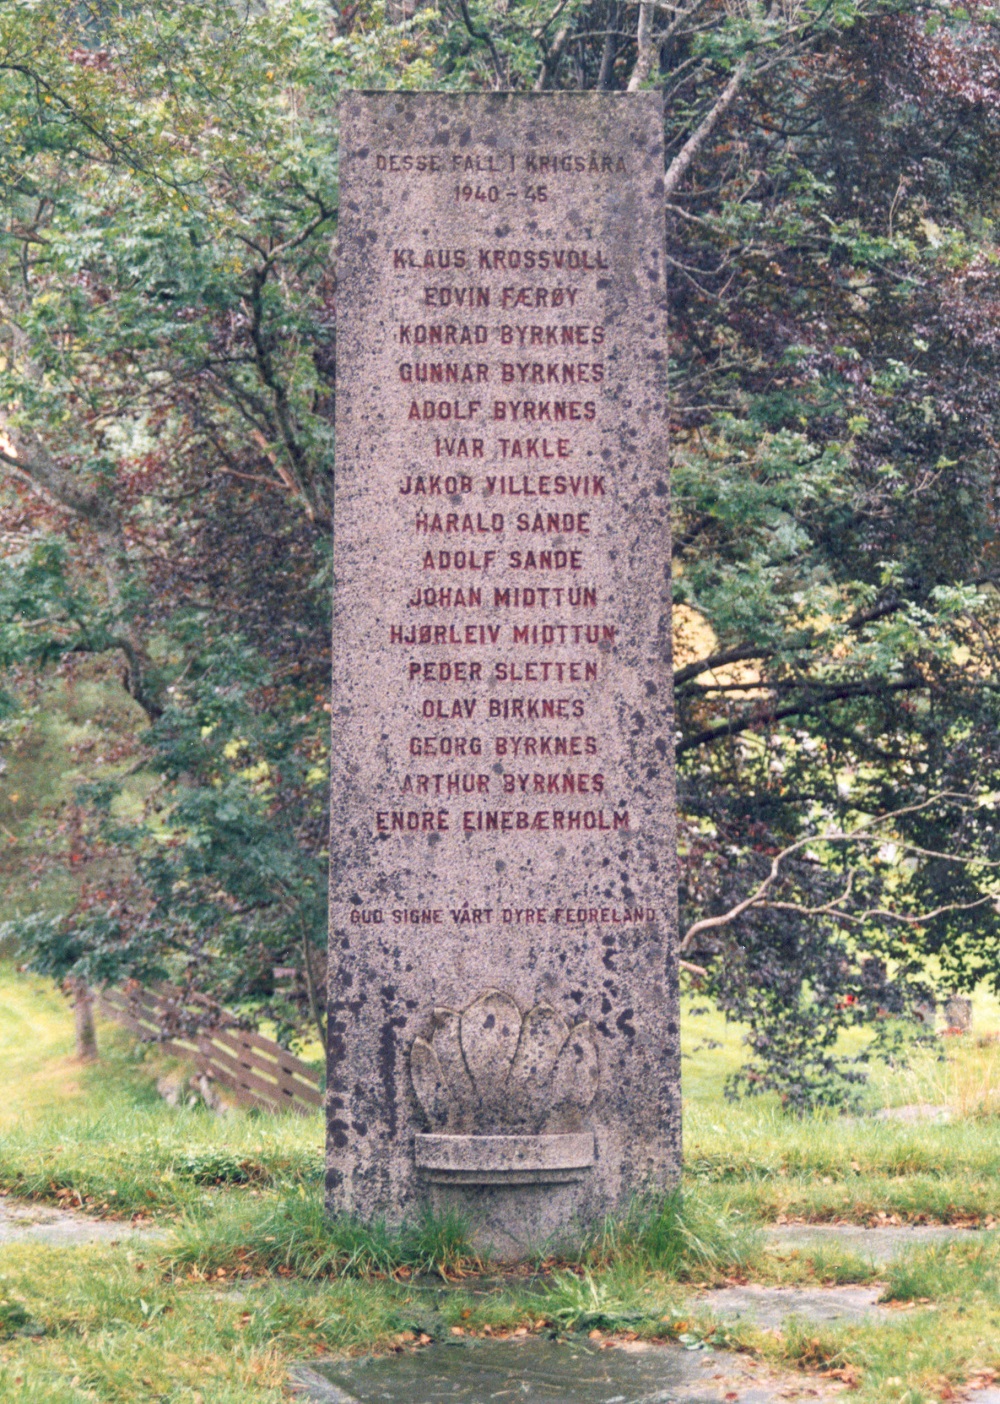 DESSE FALL I KRIGSÅRA
1940 - 45
KLAUS KROSSVOLL
EDVIN FÆRØY
KONRAD BYRKNES
GUNNAR BYRKNES
ADOLF BYRKNES
IVAR TAKLE
JAKOB YILLESVIK
HARALD SANDE
ADOLF SANDE
JOHAN MIDTTUN
HJØRLEIV MIDTTUN
PEDER SLETTEN
OLAV BIRKNES
GEORG BYRKNES
ARTHUR BYRKNES
ENDRE EINEBÆRHOLM
GUD SIGNE VÅRT DYRE FEDRELAND.